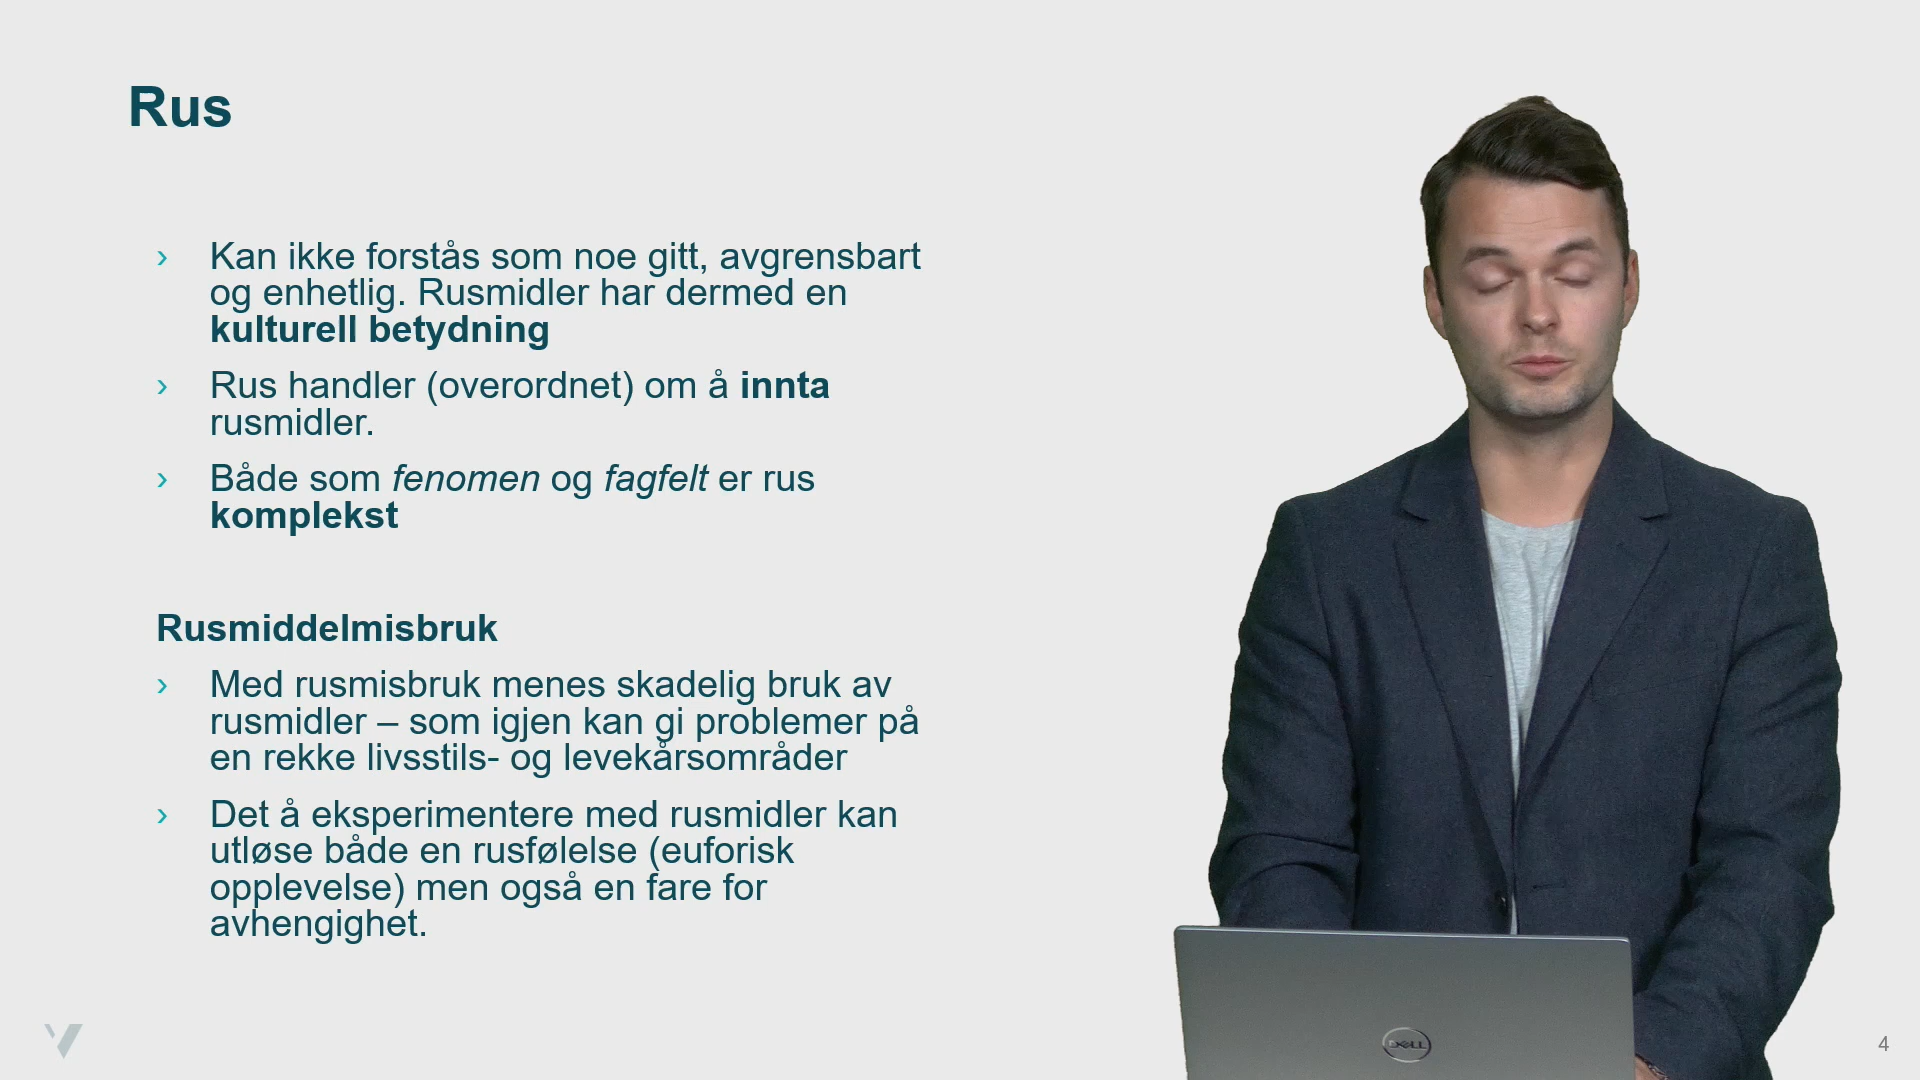 Rus
› Kan ikke forstås som noe gitt, avgrensbart
og enhetlig. Rusmidler har dermed en
kulturell betydning
› Rus handler (overordnet) om å innta
rusmidler.
› Både som fenomen og fagfelt er rus
komplekst
Rusmiddelmisbruk
› Med rusmisbruk menes skadelig bruk av
rusmidler – som igjen kan gi problemer på
en rekke livsstils- og levekårsområder
› Det å eksperimentere med rusmidler kan
utløse både en rusfølelse (euforisk
opplevelse) men også en fare for
avhengighet.
DELL
4